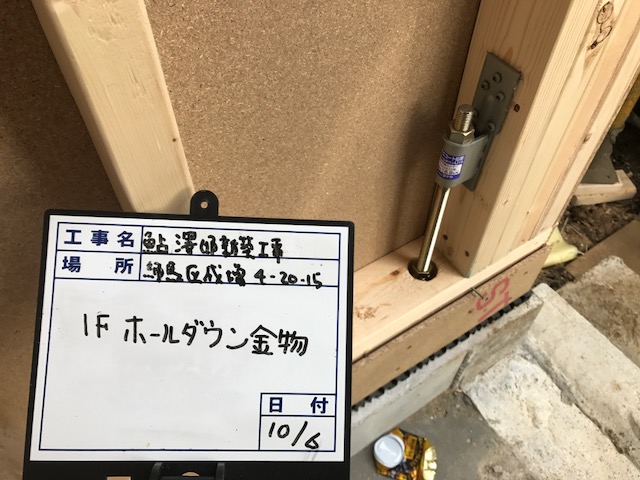 工事名 鮎澤邸新築工事
場所 練馬区成増4-20-15
1F ホールダウン金物
日付
10/6